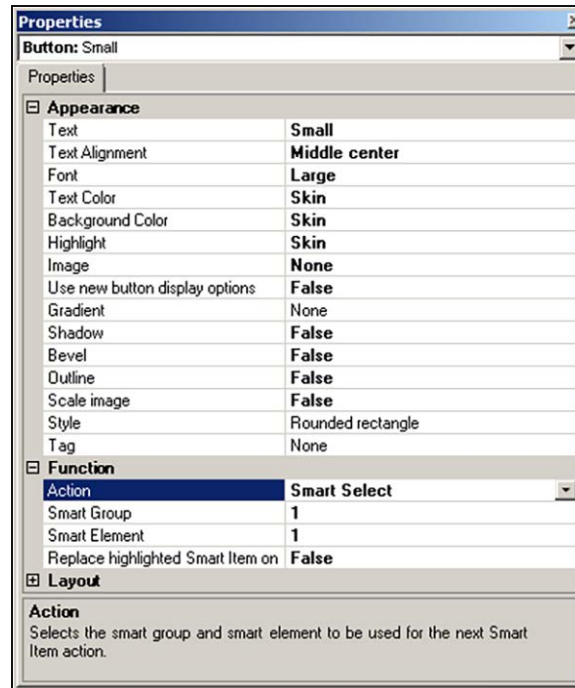 Properties
Button: Small
Properties
Appearance
Text Small
Text Alignment Middle center
Font Large
Text Color Skin
Background Color Skin
Highlight Skin
Image None
Use new button display options False
Gradient None
Shadow False
Bevel False
Outline False
Scale image False
Style Rounded rectangle
Tag None
Function
Action Smart Select
Smart Group 1
Smart Element 1
Replace highlighted Smart Item on False
Layout
Action
Selects the smart group and smart element to be used for the next Smart
Item action.